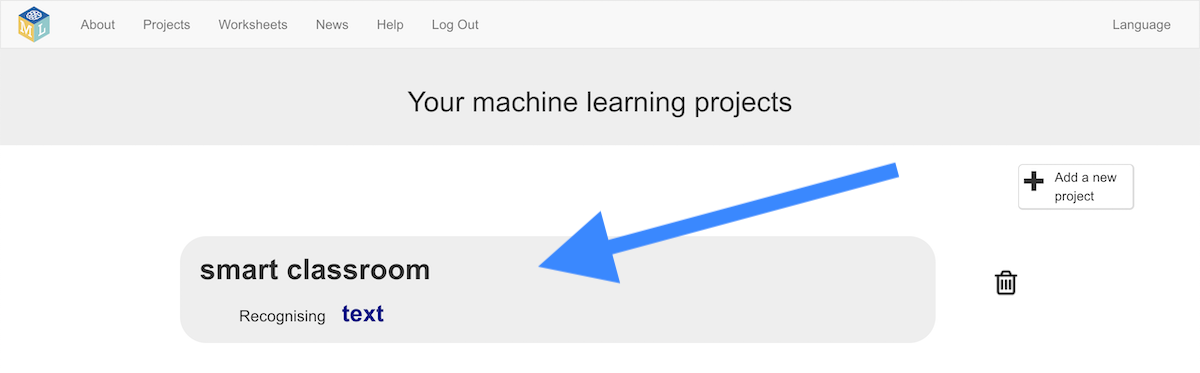 M L
About Projects Worksheets News Help Log Out Language
Your machine learning projects
Add a new
project
smart classroom
Recognising text